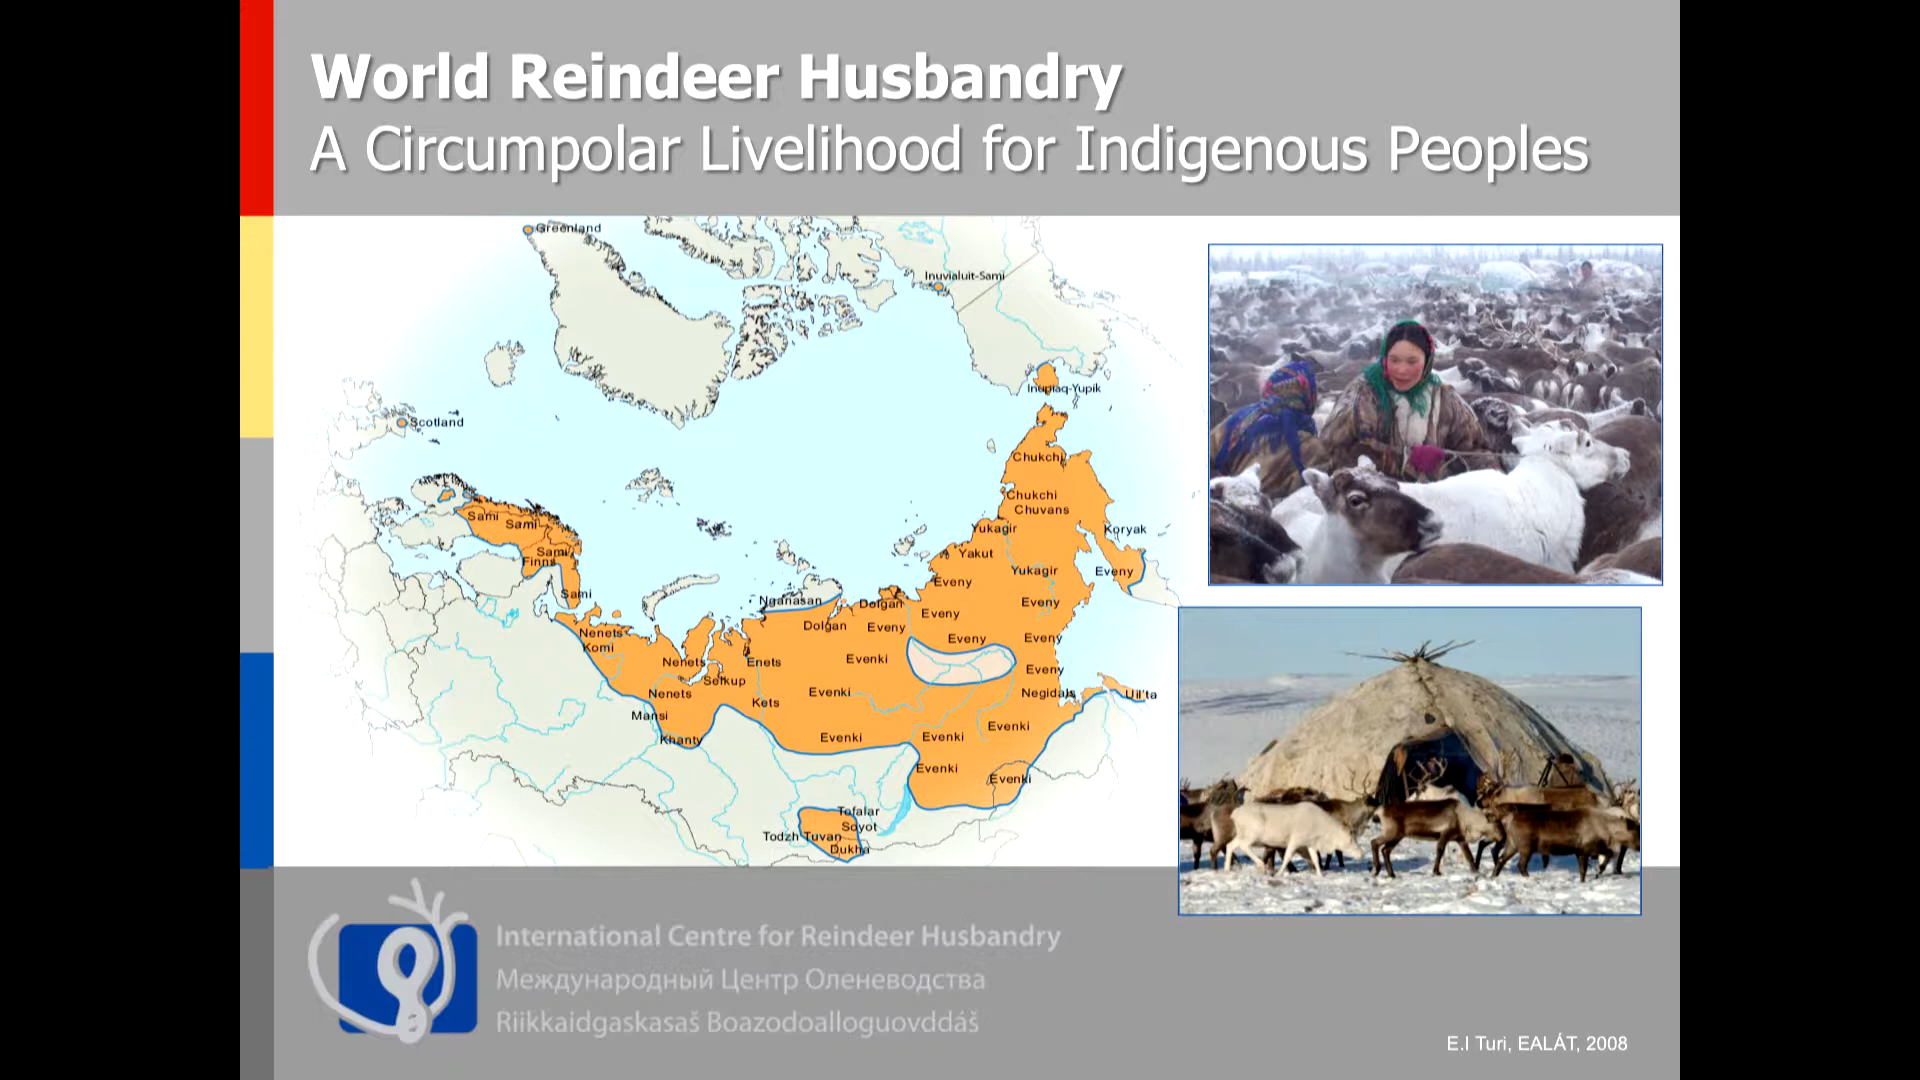 World Reindeer Husbandry
A Circumpolar Livelihood for Indigenous Peoples
Greenland
Inuvialuit-Sami
Inupiaq-Yupik
Scotland
Chukchi
Chukchi
Chuvans
Sami
Sami
Yukagir
Koryak
Sami
Finns
Yakut
Yukagir
Eveny
Eveny
Sami
Nganasan
Dolgan
Eveny
Eveny
Dolgan
Eveny
Nenets
Komi
Eveny
Eveny
Nenets
Enets
Evenki
Eveny
Selkup
Nenets
Kets
Evenki
Negidals
Uil'ta
Mansi
Khanty
Evenki
Evenki
Evenki
Evenki
Evenki
Tofalar
Soyot
Todzh Tuvan
Dukha
International Centre for Reindeer Husbandry
Международный Центр Оленеводства
Riikkaidgaskasaš Boazodoalloguovddáš
E.I Turi, EALÁT, 2008